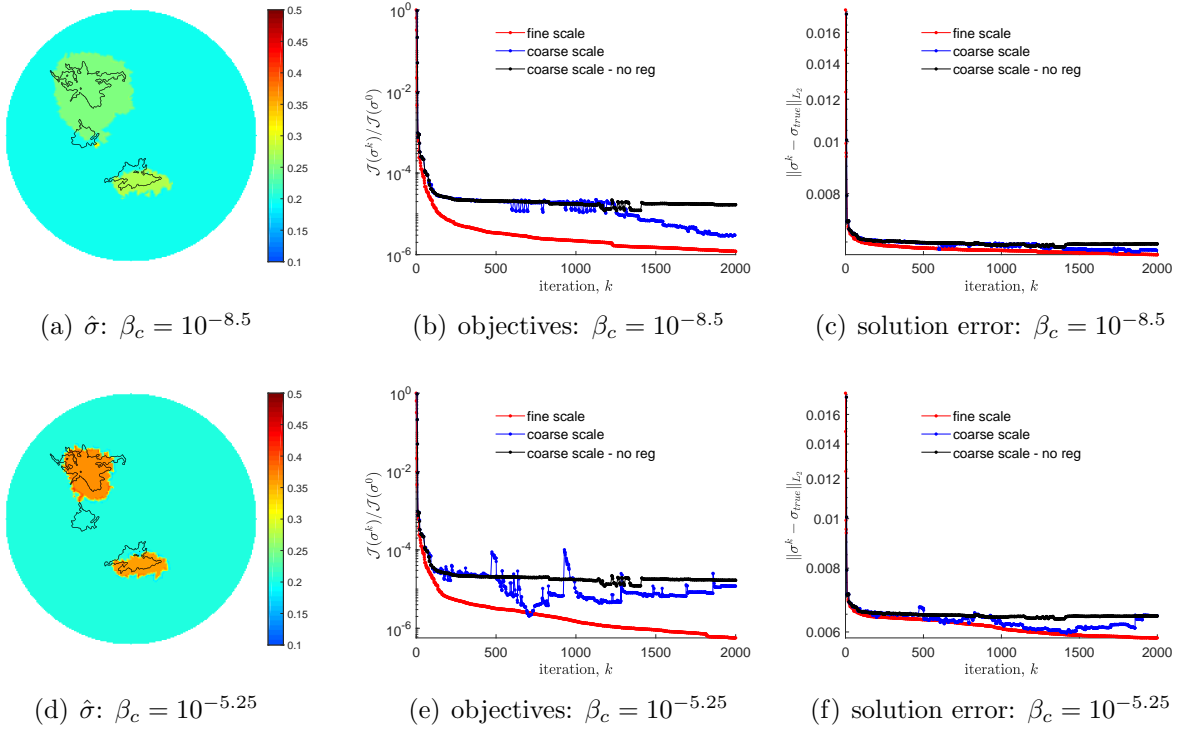 0.5
0.45
0.4
0.35
0.3
0.25
0.2
0.15
0.1
(a) σ̂: β_c = 10^{-8.5}
10^0
10^{-2}
10^{-4}
10^{-6}
J(σ^k)/J(σ^0)
fine scale
coarse scale
coarse scale - no reg
0 500 1000 1500 2000
iteration, k
(b) objectives: β_c = 10^{-8.5}
0.016
0.014
0.012
0.01
0.008
||σ^k − σ_{true}||_{L_2}
fine scale
coarse scale
coarse scale - no reg
0 500 1000 1500 2000
iteration, k
(c) solution error: β_c = 10^{-8.5}
0.5
0.45
0.4
0.35
0.3
0.25
0.2
0.15
0.1
(d) σ̂: β_c = 10^{-5.25}
10^0
10^{-2}
10^{-4}
10^{-6}
J(σ^k)/J(σ^0)
fine scale
coarse scale
coarse scale - no reg
0 500 1000 1500 2000
iteration, k
(e) objectives: β_c = 10^{-5.25}
0.016
0.014
0.012
0.01
0.008
0.006
||σ^k − σ_{true}||_{L_2}
fine scale
coarse scale
coarse scale - no reg
0 500 1000 1500 2000
iteration, k
(f) solution error: β_c = 10^{-5.25}